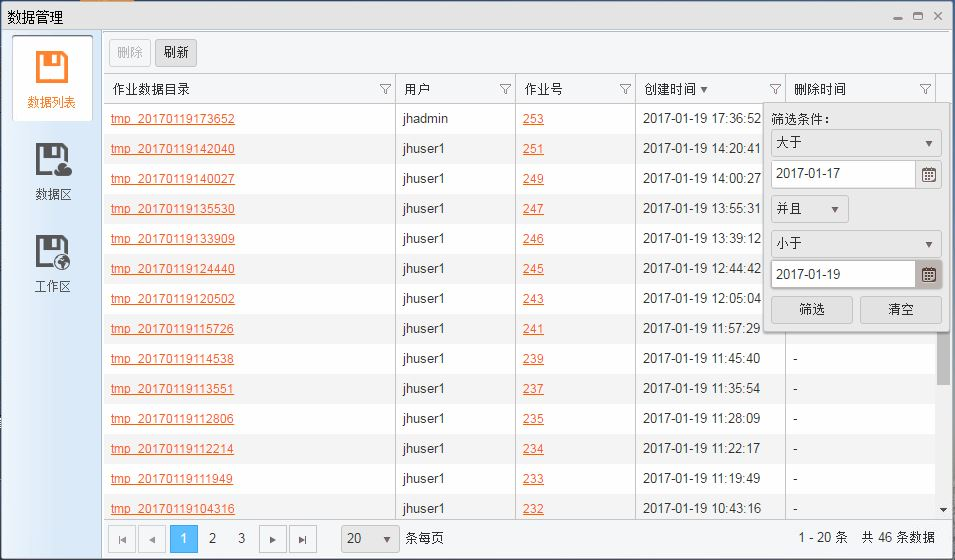 数据管理
数据列表
数据区
工作区
删除 刷新
作业数据目录 用户 作业号 创建时间 删除时间
tmp_20170119173652 jhadmin 253 2017-01-19 17:36:52
tmp_20170119142040 jhuser1 251 2017-01-19 14:20:41
tmp_20170119140027 jhuser1 249 2017-01-19 14:00:27
tmp_20170119135530 jhuser1 247 2017-01-19 13:55:31
tmp_20170119133909 jhuser1 246 2017-01-19 13:39:12
tmp_20170119124440 jhuser1 245 2017-01-19 12:44:42
tmp_20170119120502 jhuser1 243 2017-01-19 12:05:04
tmp_20170119115726 jhuser1 241 2017-01-19 11:57:29
tmp_20170119114538 jhuser1 239 2017-01-19 11:45:40 -
tmp_20170119113551 jhuser1 237 2017-01-19 11:35:54 -
tmp_20170119112806 jhuser1 235 2017-01-19 11:28:09 -
tmp_20170119112214 jhuser1 234 2017-01-19 11:22:17 -
tmp_20170119111949 jhuser1 233 2017-01-19 11:19:49 -
tmp_20170119104316 jhuser1 232 2017-01-19 10:43:16 -
筛选条件：
大于
2017-01-17
并且
小于
2017-01-19
筛选 清空
1 2 3 20 条每页 1 - 20 条 共 46 条数据